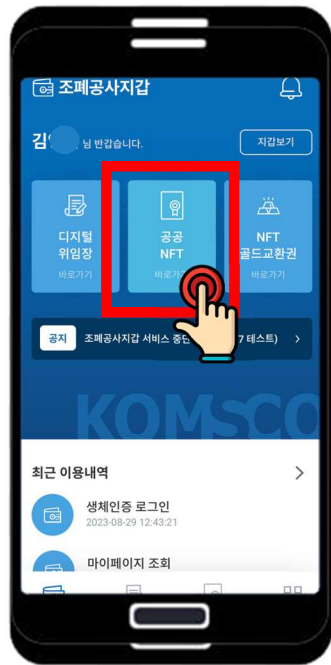 조폐공사지갑
김 님 반갑습니다.
지갑보기
디지털
위임장
바로가기
공공
NFT
바로가기
NFT
골드교환권
바로가기
공지 조폐공사지갑 서비스 중단 7 테스트)
KOMSCO
최근 이용내역
생체인증 로그인
2023-08-29 12:43:21
마이페이지 조회